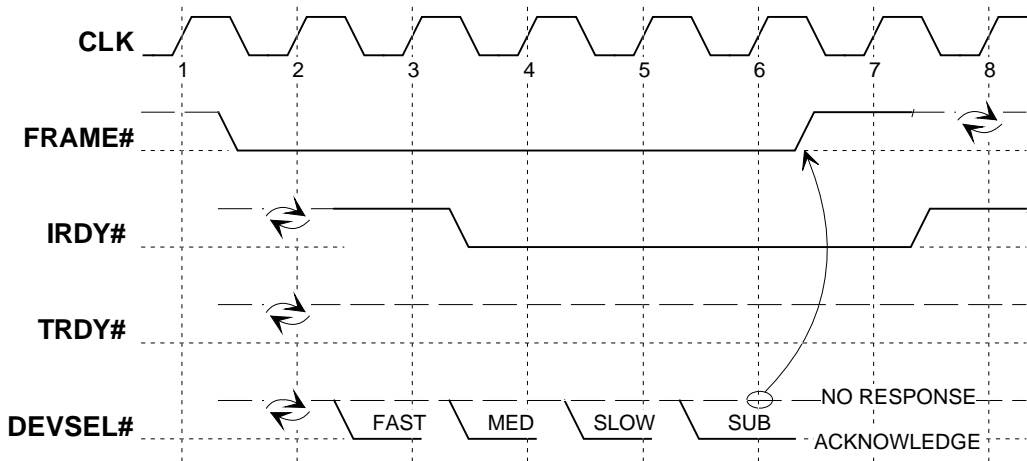 CLK
1 2 3 4 5 6 7 8
FRAME#
IRDY#
TRDY#
DEVSEL#
FAST MED SLOW SUB
NO RESPONSE
ACKNOWLEDGE